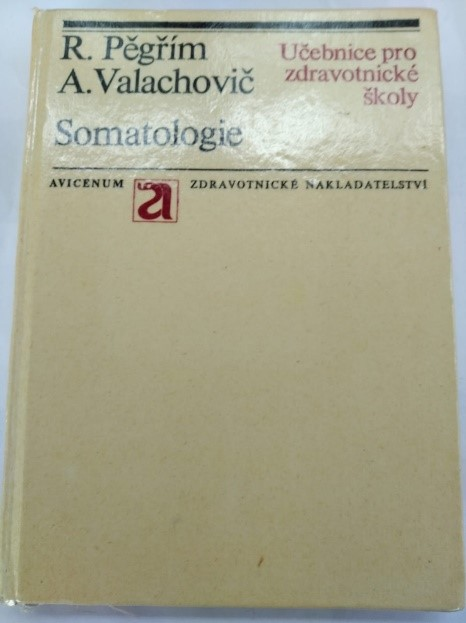 R. Pěgřím
A. Valachovič
Somatologie
Učebnice pro
zdravotnické
školy
AVICENUM a ZDRAVOTNICKÉ NAKLADATELSTVÍ